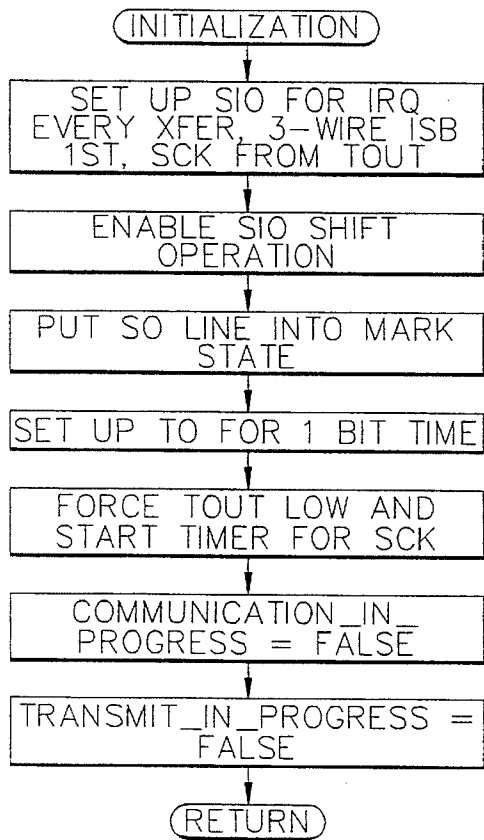 INITIALIZATION
SET UP SIO FOR IRQ
EVERY XFER, 3-WIRE ISB
1ST, SCK FROM TOUT
ENABLE SIO SHIFT
OPERATION
PUT SO LINE INTO MARK
STATE
SET UP TO FOR 1 BIT TIME
FORCE TOUT LOW AND
START TIMER FOR SCK
COMMUNICATION_IN_
PROGRESS = FALSE
TRANSMIT_IN_PROGRESS =
FALSE
RETURN